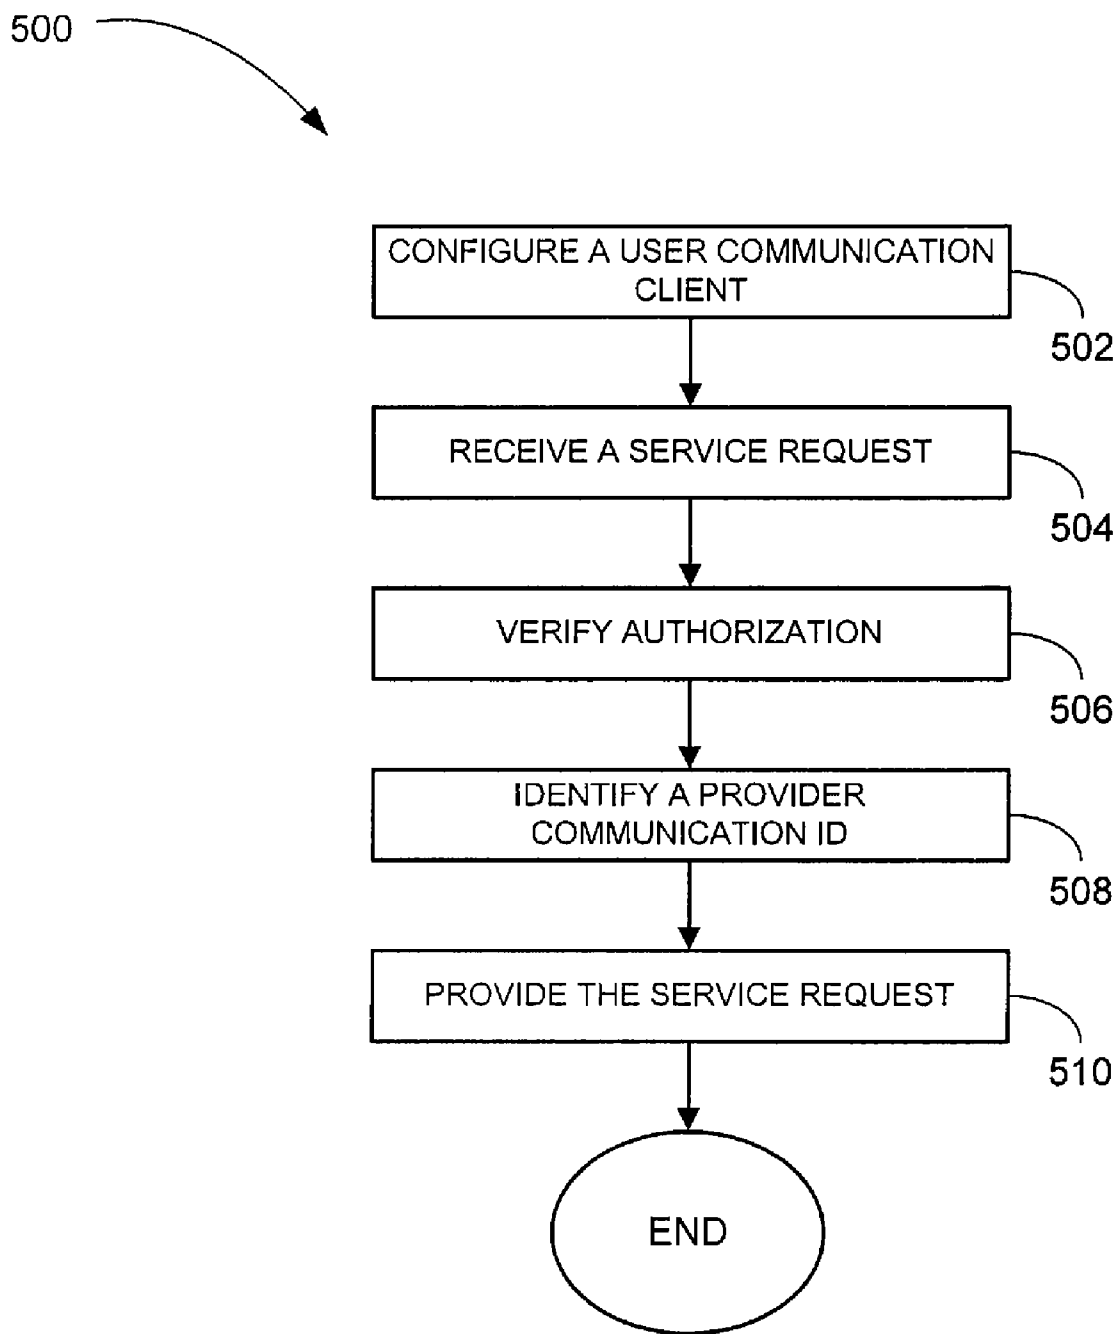 500
CONFIGURE A USER COMMUNICATION
CLIENT
502
RECEIVE A SERVICE REQUEST
504
VERIFY AUTHORIZATION
506
IDENTIFY A PROVIDER
COMMUNICATION ID
508
PROVIDE THE SERVICE REQUEST
510
END